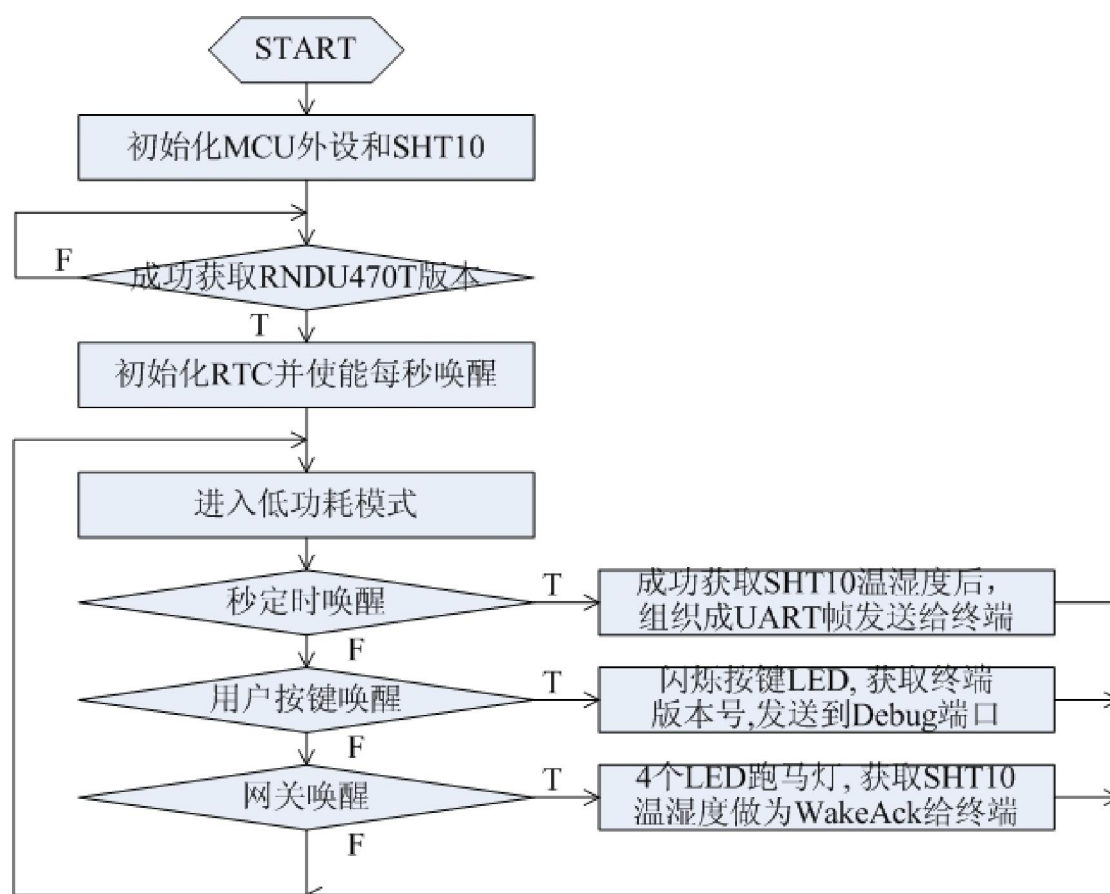 START
初始化MCU外设和SHT10
F
成功获取RNDU470T版本
T
初始化RTC并使能每秒唤醒
进入低功耗模式
秒定时唤醒
T
成功获取SHT10温湿度后，
组织成UART帧发送给终端
F
用户按键唤醒
T
闪烁按键LED, 获取终端
版本号,发送到Debug端口
F
网关唤醒
T
4个LED跑马灯, 获取SHT10
温湿度做为WakeAck给终端
F